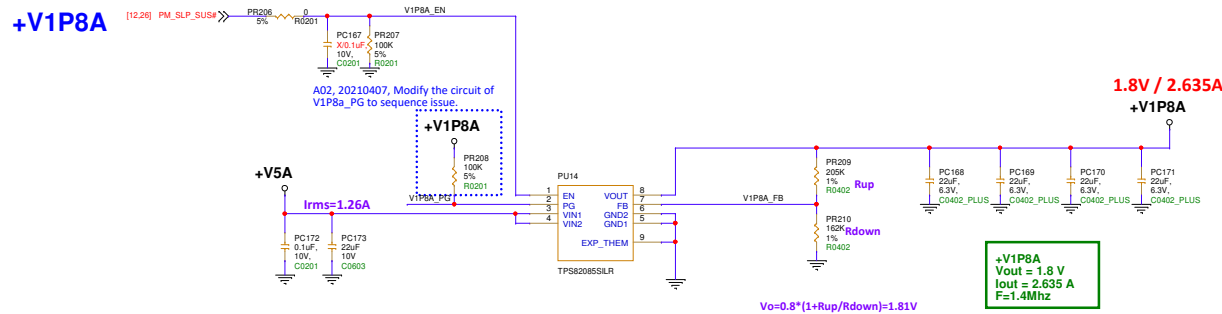 +V1P8A
[12,26] PM_SLP_SUS#
PR206
5%
0
R0201
V1P8A_EN
PC167
X/0.1uF,
10V,
C0201
PR207
100K
5%
R0201
A02, 20210407, Modify the circuit of
V1P8a_PG to sequence issue.
+V1P8A
PR208
100K
5%
R0201
V1P8A_PG
+V5A
Irms=1.26A
PC172
0.1uF,
10V,
C0201
PC173
22uF
10V
C0603
PU14
1
EN
2
PG
3
VIN1
4
VIN2
VOUT
8
FB
7
GND2
6
GND1
5
EXP_THEM
9
TPS82085SILR
V1P8A_FB
PR209
205K
1%
R0402
Rup
PR210
162K
1%
R0402
Rdown
Vo=0.8*(1+Rup/Rdown)=1.81V
1.8V / 2.635A
+V1P8A
PC168
22uF,
6.3V,
C0402_PLUS
PC169
22uF,
6.3V,
C0402_PLUS
PC170
22uF,
6.3V,
C0402_PLUS
PC171
22uF,
6.3V,
C0402_PLUS
+V1P8A
Vout = 1.8 V
Iout = 2.635 A
F=1.4Mhz